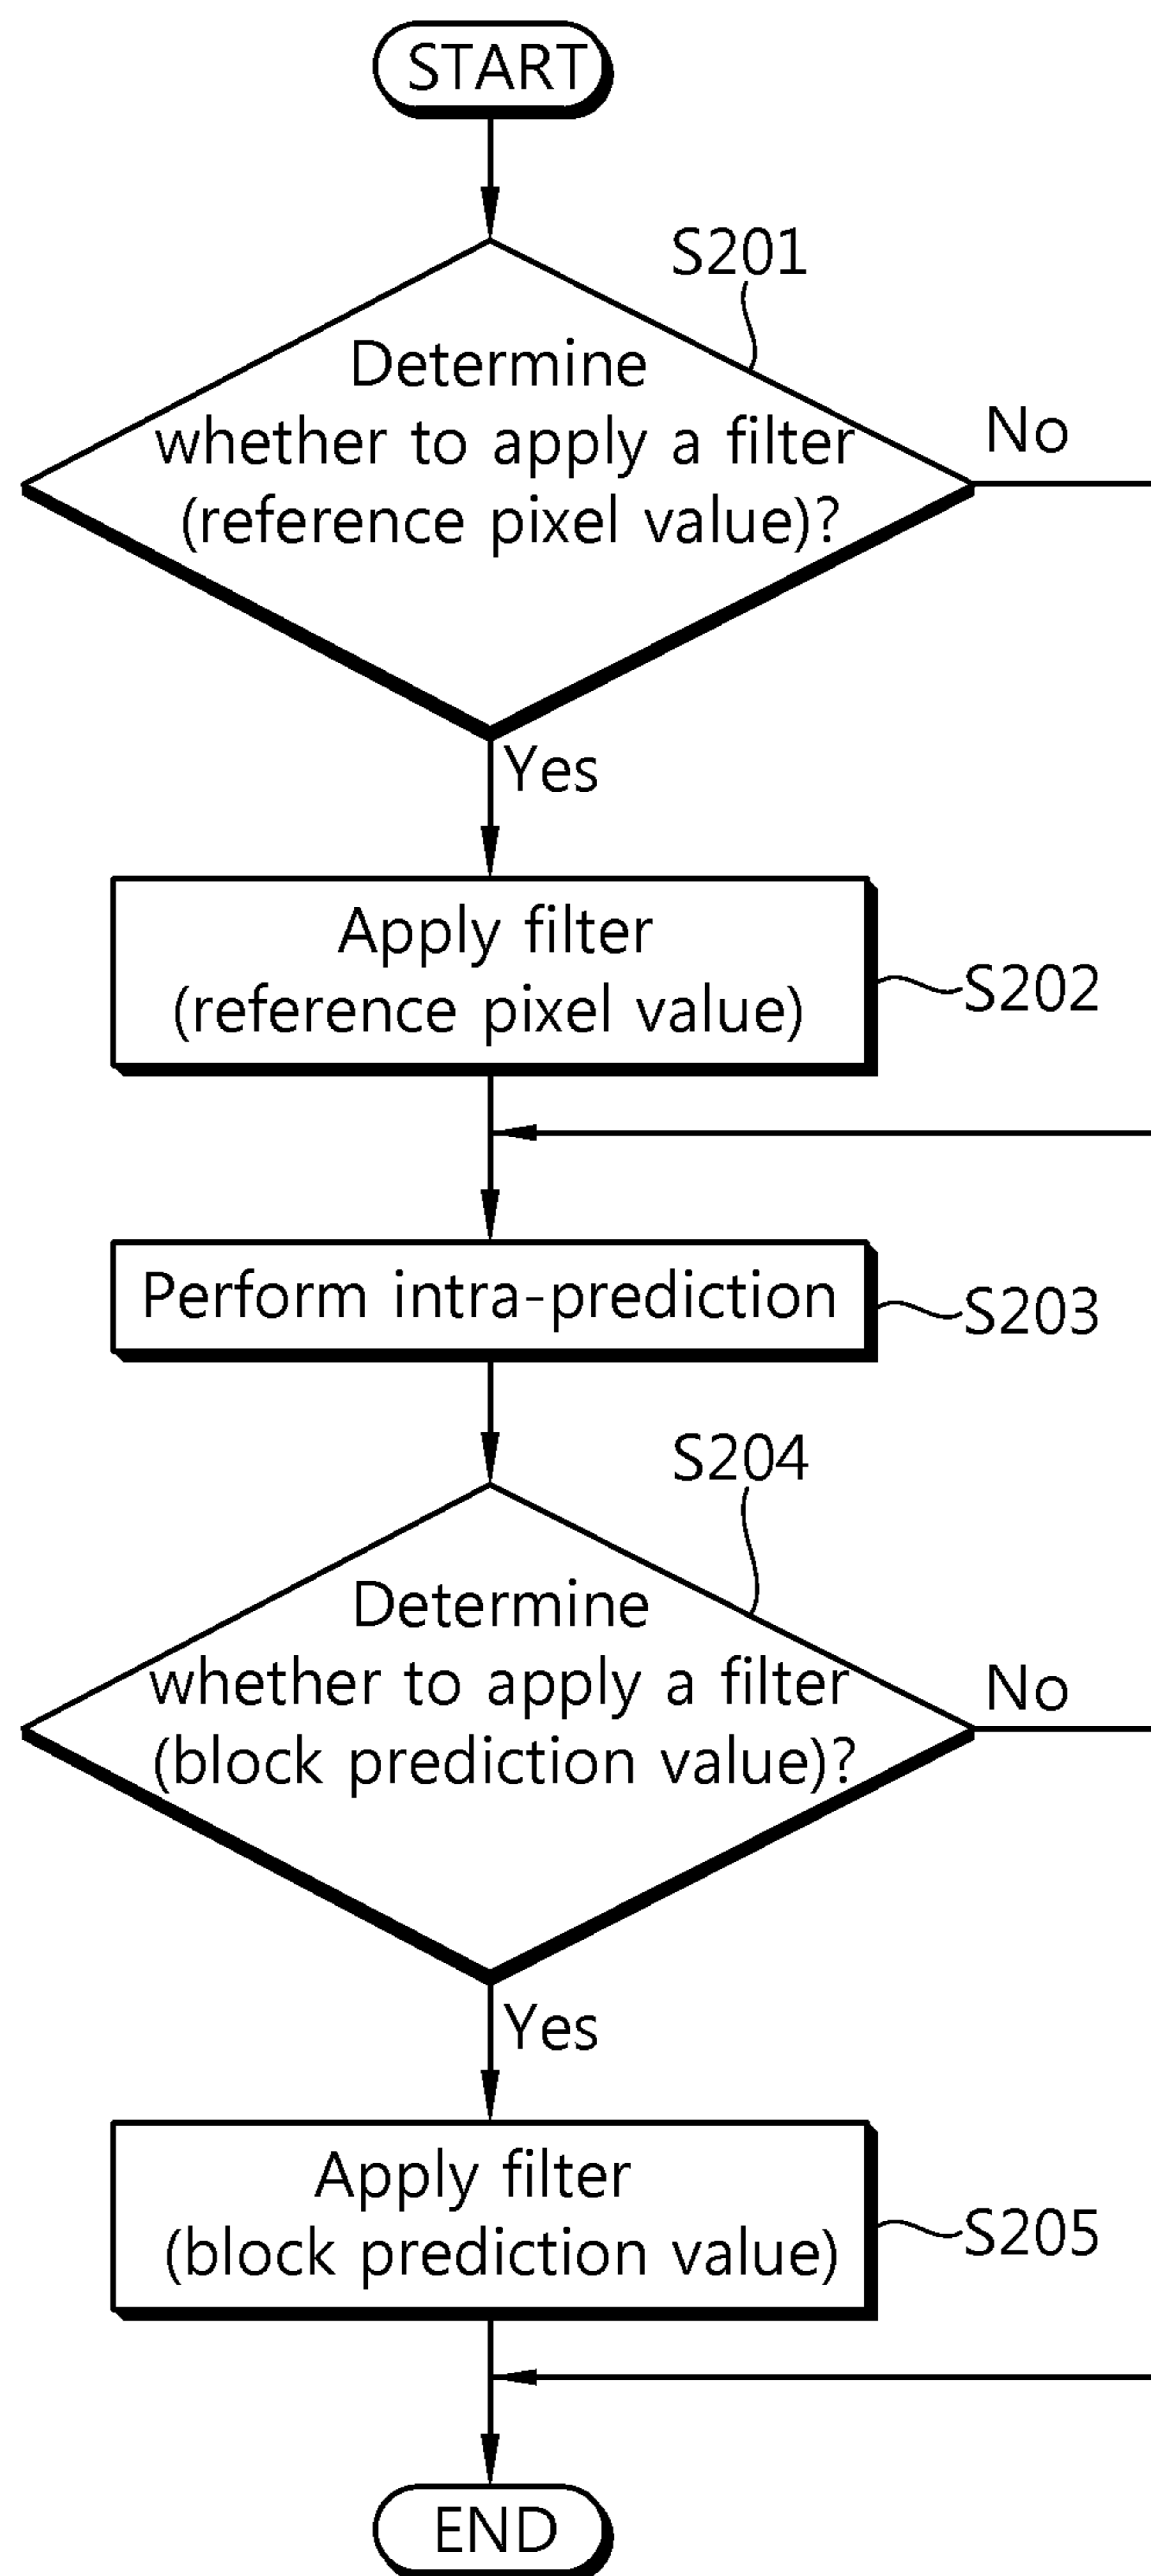 START
S201
Determine
whether to apply a filter
(reference pixel value)?
No
Yes
Apply filter
(reference pixel value)
S202
Perform intra-prediction
S203
S204
Determine
whether to apply a filter
(block prediction value)?
No
Yes
Apply filter
(block prediction value)
S205
END